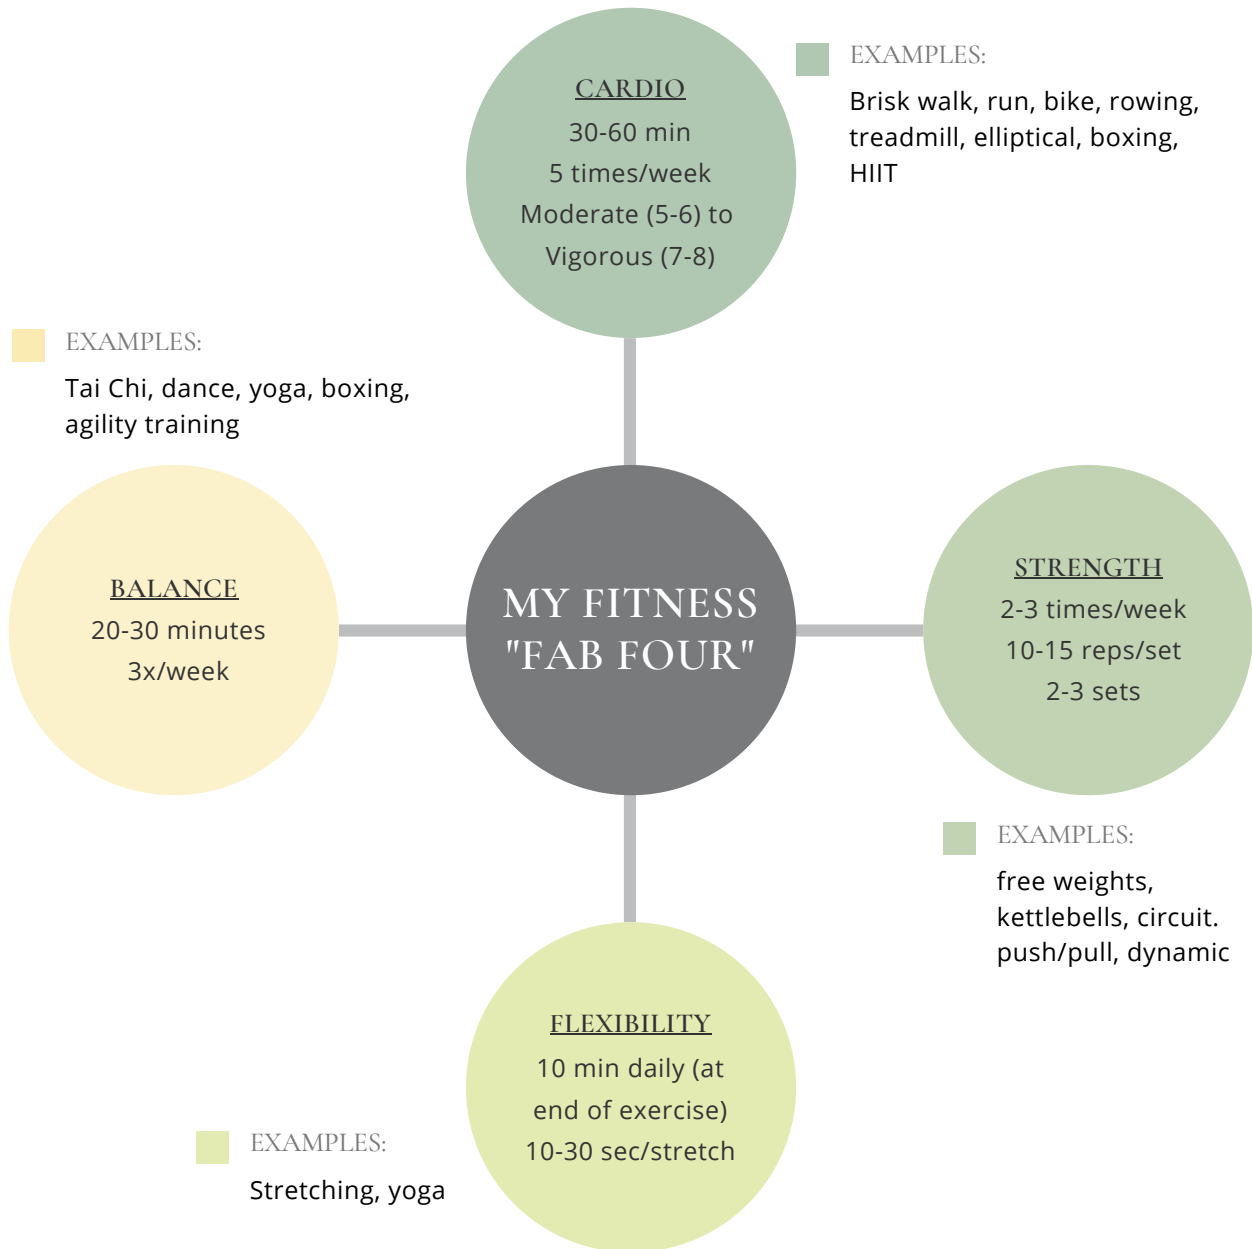 CARDIO
30-60 min
5 times/week
Moderate (5-6) to
Vigorous (7-8)
EXAMPLES:
Brisk walk, run, bike, rowing,
treadmill, elliptical, boxing,
HIIT
EXAMPLES:
Tai Chi, dance, yoga, boxing,
agility training
BALANCE
20-30 minutes
3x/week
MY FITNESS
"FAB FOUR"
STRENGTH
2-3 times/week
10-15 reps/set
2-3 sets
EXAMPLES:
free weights,
kettlebells, circuit.
push/pull, dynamic
FLEXIBILITY
10 min daily (at
end of exercise)
10-30 sec/stretch
EXAMPLES:
Stretching, yoga